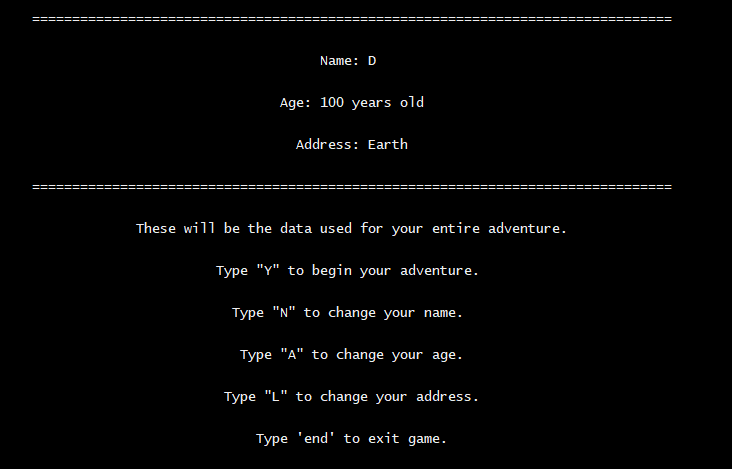 ================================================================================
Name: D
Age: 100 years old
Address: Earth
================================================================================
These will be the data used for your entire adventure.
Type "Y" to begin your adventure.
Type "N" to change your name.
Type "A" to change your age.
Type "L" to change your address.
Type 'end' to exit game.